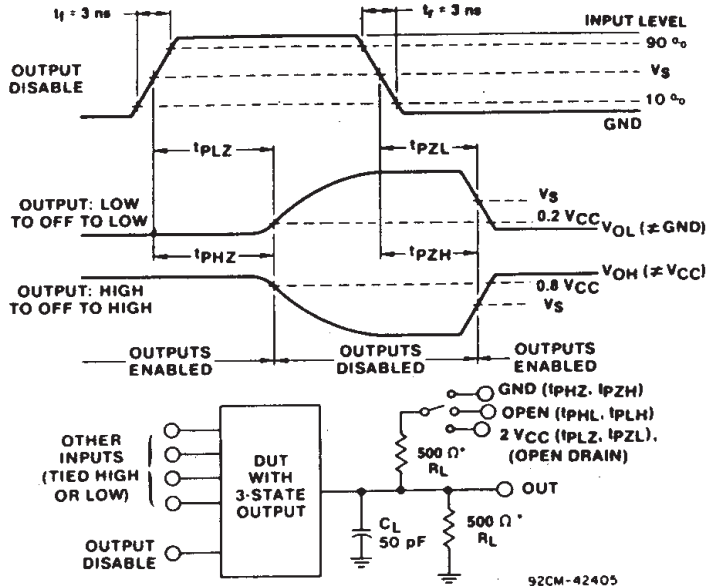 tf = 3 ns
tf = 3 ns
INPUT LEVEL
90 %
OUTPUT
DISABLE
VS
10 %
GND
tPLZ
tPZL
OUTPUT: LOW
TO OFF TO LOW
VS
0.2 VCC
VOL (≠ GND)
tPHZ
tPZH
OUTPUT: HIGH
TO OFF TO HIGH
VOH (≠ VCC)
0.8 VCC
VS
OUTPUTS
ENABLED
OUTPUTS
DISABLED
OUTPUTS
ENABLED
GND (tPHZ, tPZH)
OPEN (tPHL, tPLH)
2 VCC (tPLZ, tPZL),
(OPEN DRAIN)
OTHER
INPUTS
(TIED HIGH
OR LOW)
DUT
WITH
3-STATE
OUTPUT
500 Ω*
RL
OUT
CL
50 pF
500 Ω*
RL
OUTPUT
DISABLE
92CM-42405